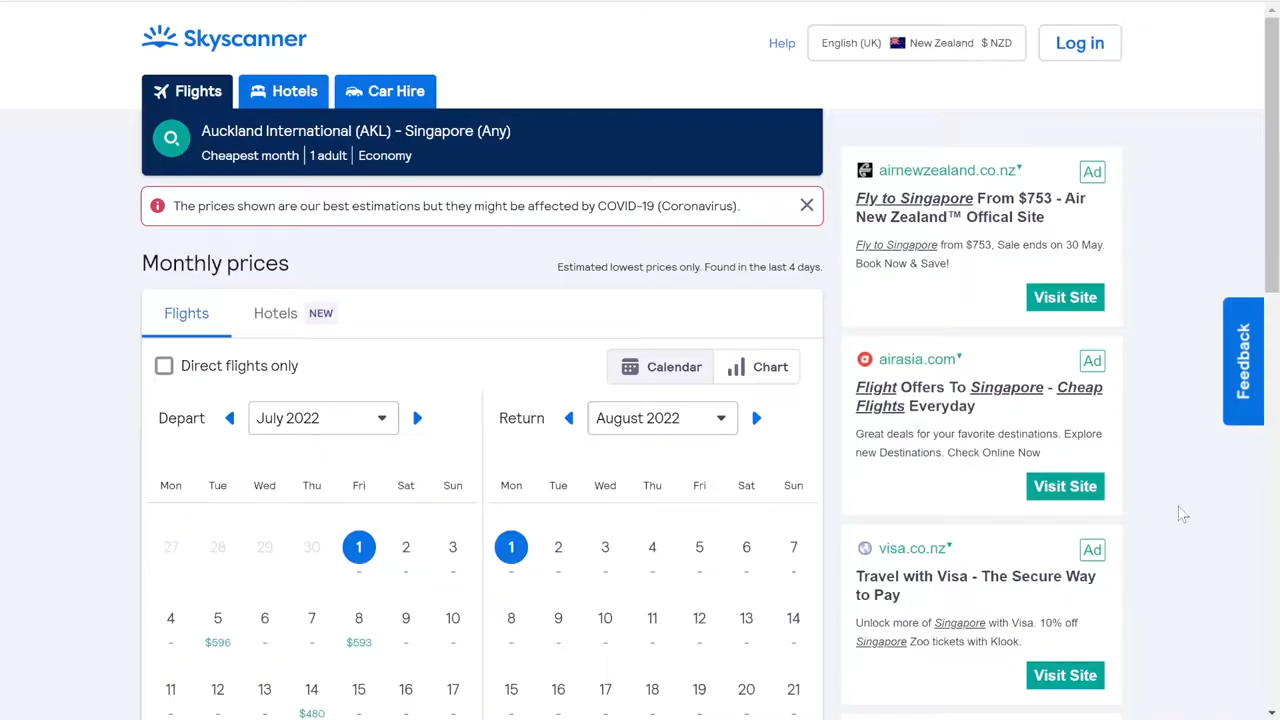 Skyscanner
Help
English (UK) New Zealand $ NZD
Log in
Flights
Hotels
Car Hire
Auckland International (AKL) – Singapore (Any)
Cheapest month | 1 adult | Economy
The prices shown are our best estimations but they might be affected by COVID-19 (Coronavirus).
Monthly prices
Estimated lowest prices only. Found in the last 4 days.
Flights
Hotels NEW
Direct flights only
Calendar
Chart
Depart
July 2022
Mon Tue Wed Thu Fri Sat Sun
27 28 29 30 1 2 3
- - -
4 5 6 7 8 9 10
- $596 - - $593 - -
11 12 13 14 15 16 17
- - - $480 - - -
Return
August 2022
Mon Tue Wed Thu Fri Sat Sun
1 2 3 4 5 6 7
- - - - - - -
8 9 10 11 12 13 14
- - - - - - -
15 16 17 18 19 20 21
- - - - - - -
airnewzealand.co.nz
Ad
Fly to Singapore From $753 - Air
New Zealand™ Offical Site
Fly to Singapore from $753, Sale ends on 30 May.
Book Now & Save!
Visit Site
airasia.com
Ad
Flight Offers To Singapore - Cheap
Flights Everyday
Great deals for your favorite destinations. Explore
new Destinations. Check Online Now
Visit Site
visa.co.nz
Ad
Travel with Visa - The Secure Way
to Pay
Unlock more of Singapore with Visa. 10% off
Singapore Zoo tickets with Klook.
Visit Site
Feedback